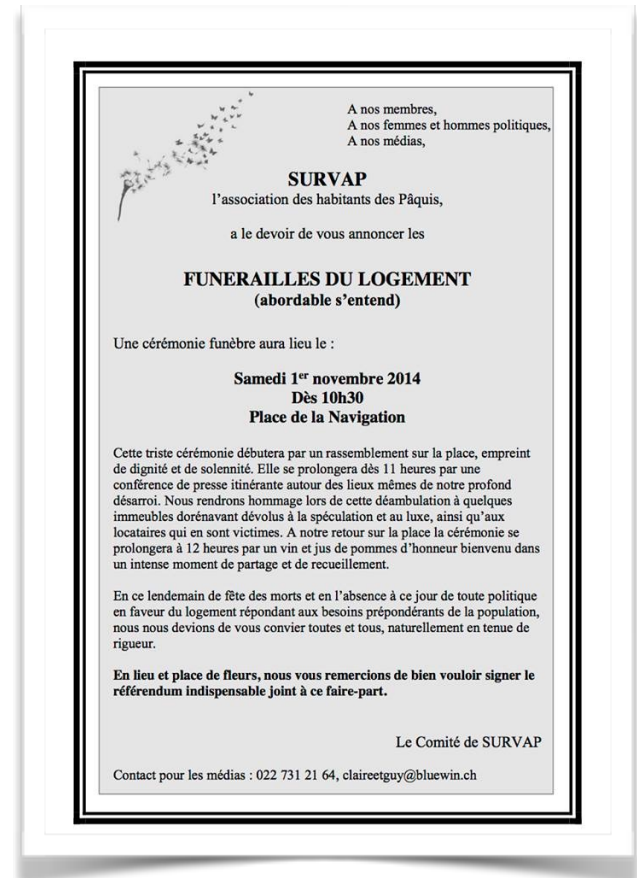 A nos membres,
A nos femmes et hommes politiques,
A nos médias,
SURVAP
l’association des habitants des Pâquis,
a le devoir de vous annoncer les
FUNERAILLES DU LOGEMENT
(abordable s’entend)
Une cérémonie funèbre aura lieu le :
Samedi 1er novembre 2014
Dès 10h30
Place de la Navigation
Cette triste cérémonie débutera par un rassemblement sur la place, empreint
de dignité et de solennité. Elle se prolongera dès 11 heures par une
conférence de presse itinérante autour des lieux mêmes de notre profond
désarroi. Nous rendrons hommage lors de cette déambulation à quelques
immeubles dorénavant dévolus à la spéculation et au luxe, ainsi qu’aux
locataires qui en sont victimes. A notre retour sur la place la cérémonie se
prolongera à 12 heures par un vin et jus de pommes d’honneur bienvenu dans
un intense moment de partage et de recueillement.
En ce lendemain de fête des morts et en l’absence à ce jour de toute politique
en faveur du logement répondant aux besoins prépondérants de la population,
nous nous devions de vous convier toutes et tous, naturellement en tenue de
rigueur.
En lieu et place de fleurs, nous vous remercions de bien vouloir signer le
référendum indispensable joint à ce faire-part.
Le Comité de SURVAP
Contact pour les médias : 022 731 21 64, claireetguy@bluewin.ch